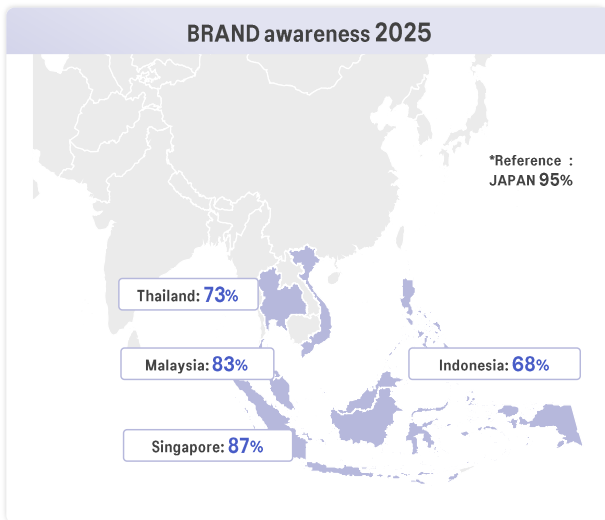 BRAND awareness 2025
*Reference :
JAPAN 95%
Thailand: 73%
Malaysia: 83%
Indonesia: 68%
Singapore: 87%